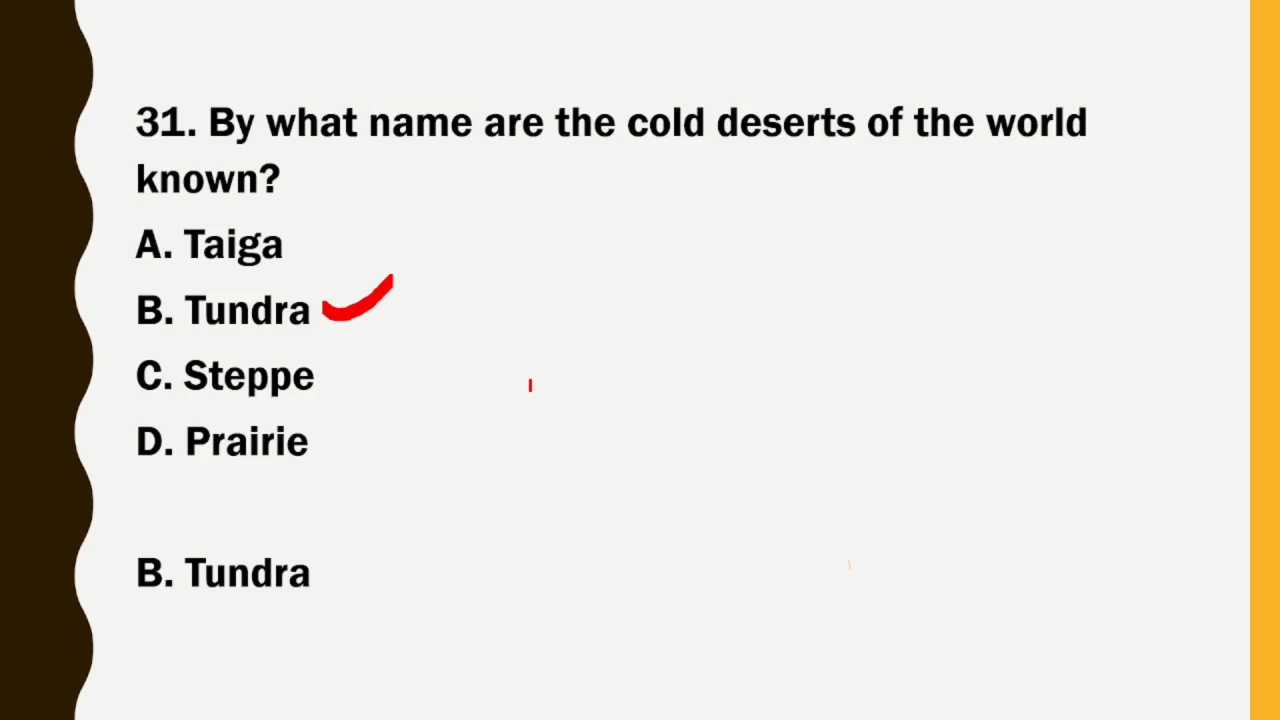 31. By what name are the cold deserts of the world
known?
A. Taiga
B. Tundra
C. Steppe
D. Prairie
B. Tundra